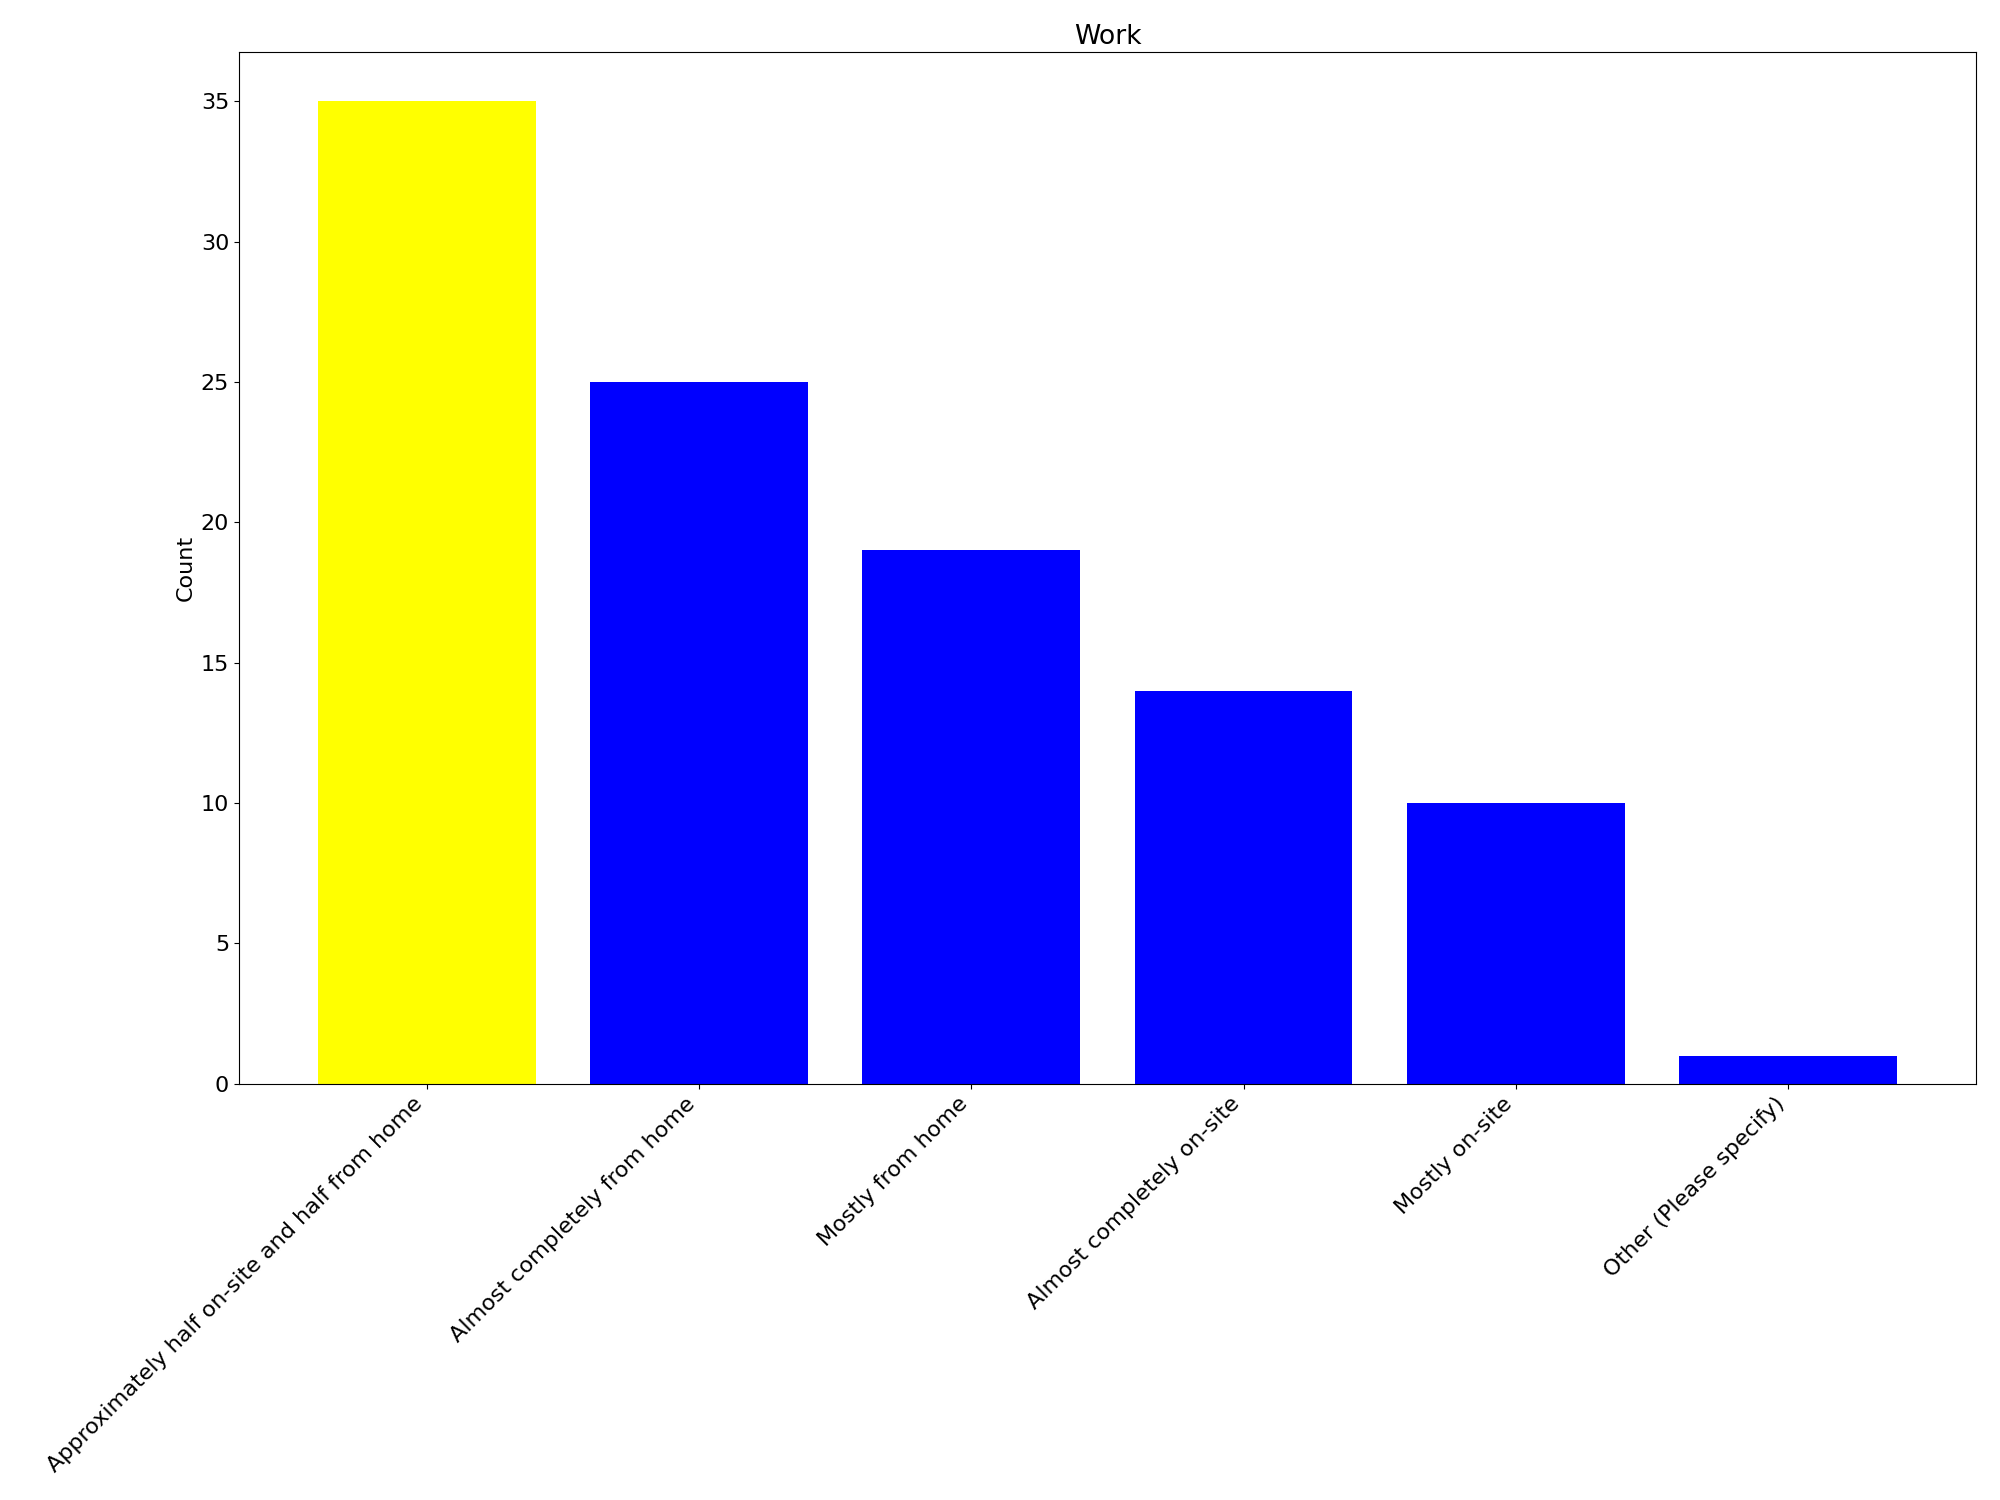 Work
Count
35
30
25
20
15
10
5
0
Approximately half on-site and half from home
Almost completely from home
Mostly from home
Almost completely on-site
Mostly on-site
Other (Please specify)